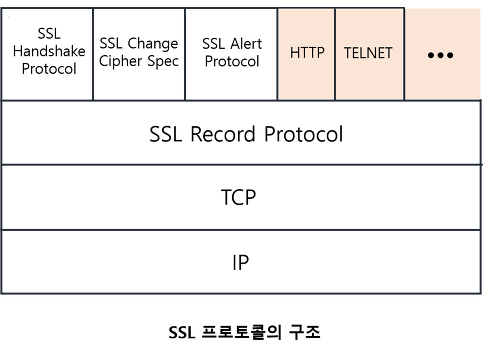 SSL
Handshake
Protocol
SSL Change
Cipher Spec
SSL Alert
Protocol
HTTP
TELNET
•••
SSL Record Protocol
TCP
IP
SSL 프로토콜의 구조